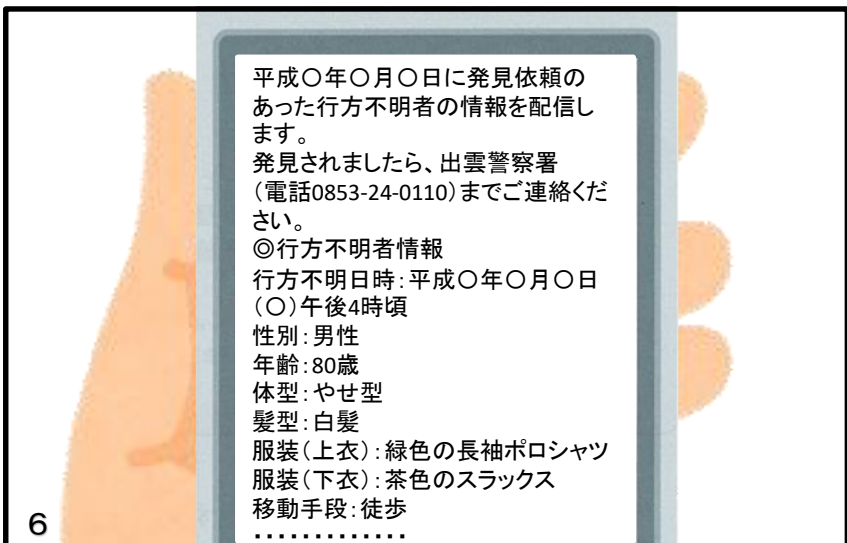 平成〇年〇月〇日に発見依頼の
あった行方不明者の情報を配信し
ます。
発見されましたら、出雲警察署
（電話0853-24-0110）までご連絡くだ
さい。
◎行方不明者情報
行方不明日時：平成〇年〇月〇日
（〇）午後4時頃
性別：男性
年齢：80歳
体型：やせ型
髪型：白髪
服装（上衣）：緑色の長袖ポロシャツ
服装（下衣）：茶色のスラックス
移動手段：徒歩
・・・・・・・・・・・・・
６